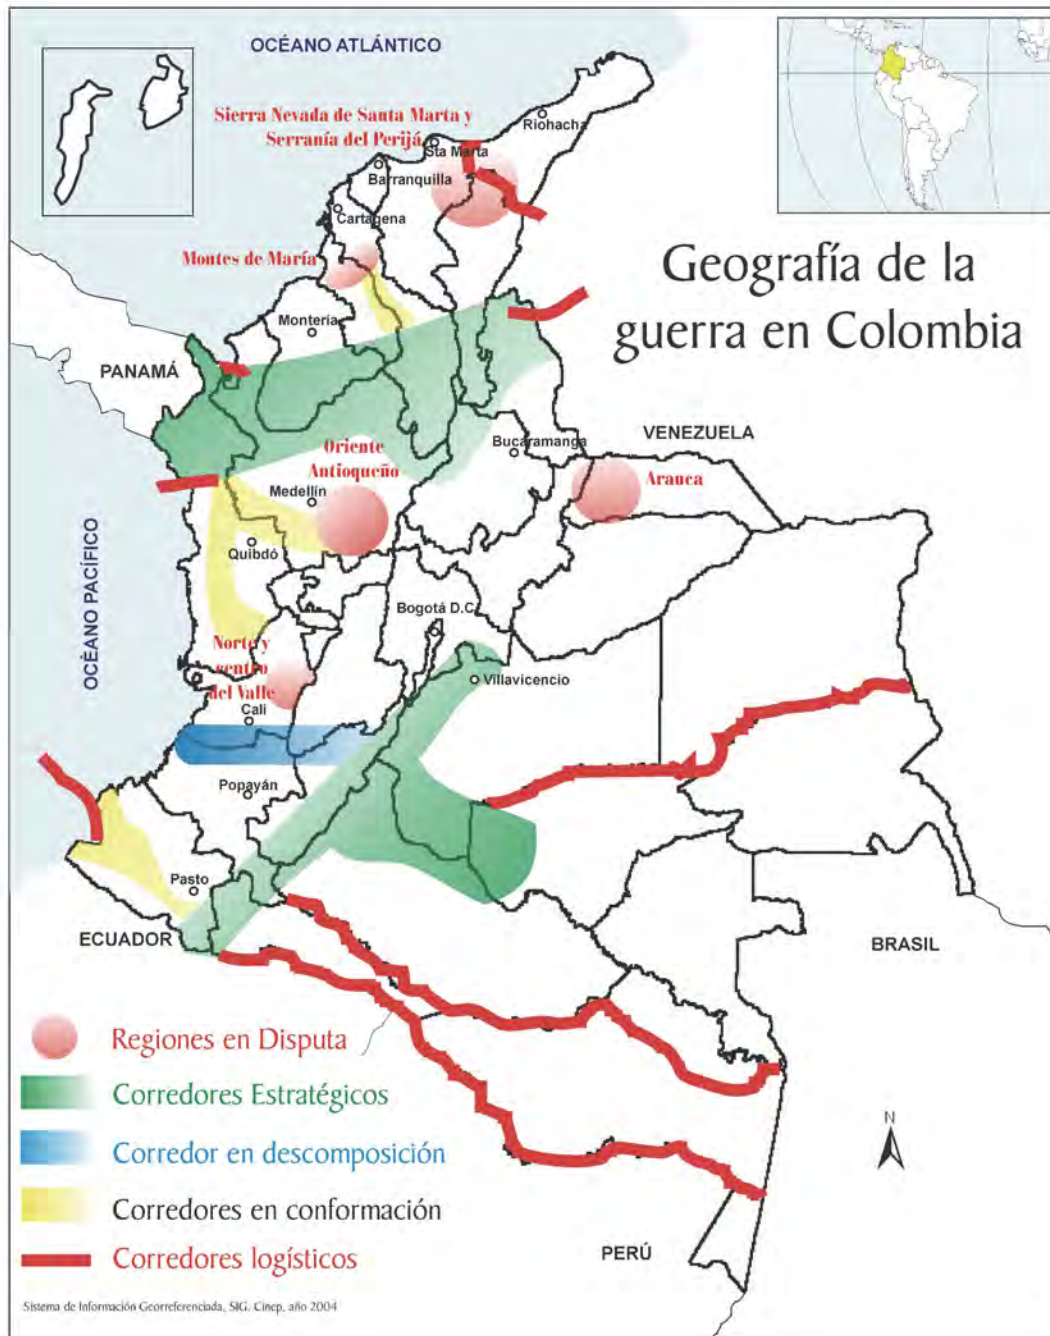 OCÉANO ATLÁNTICO
Sierra Nevada de Santa Marta y
Serranía del Perijá
Riohacha
Sta Marta
Barranquilla
Cartagena
Montes de María
Geografía de la
guerra en Colombia
Montería
PANAMÁ
Oriente
Antioqueño
Bucaramanga
VENEZUELA
Arauca
Medellín
OCÉANO PACÍFICO
Quibdó
Bogotá D.C.
Norte y
centro
del Valle
Villavicencio
Cali
Popayán
Pasto
ECUADOR
BRASIL
Regiones en Disputa
Corredores Estratégicos
Corredor en descomposición
N
Corredores en conformación
Corredores logísticos
PERÚ
Sistema de Información Georreferenciada, SIG. Cinep, año 2004